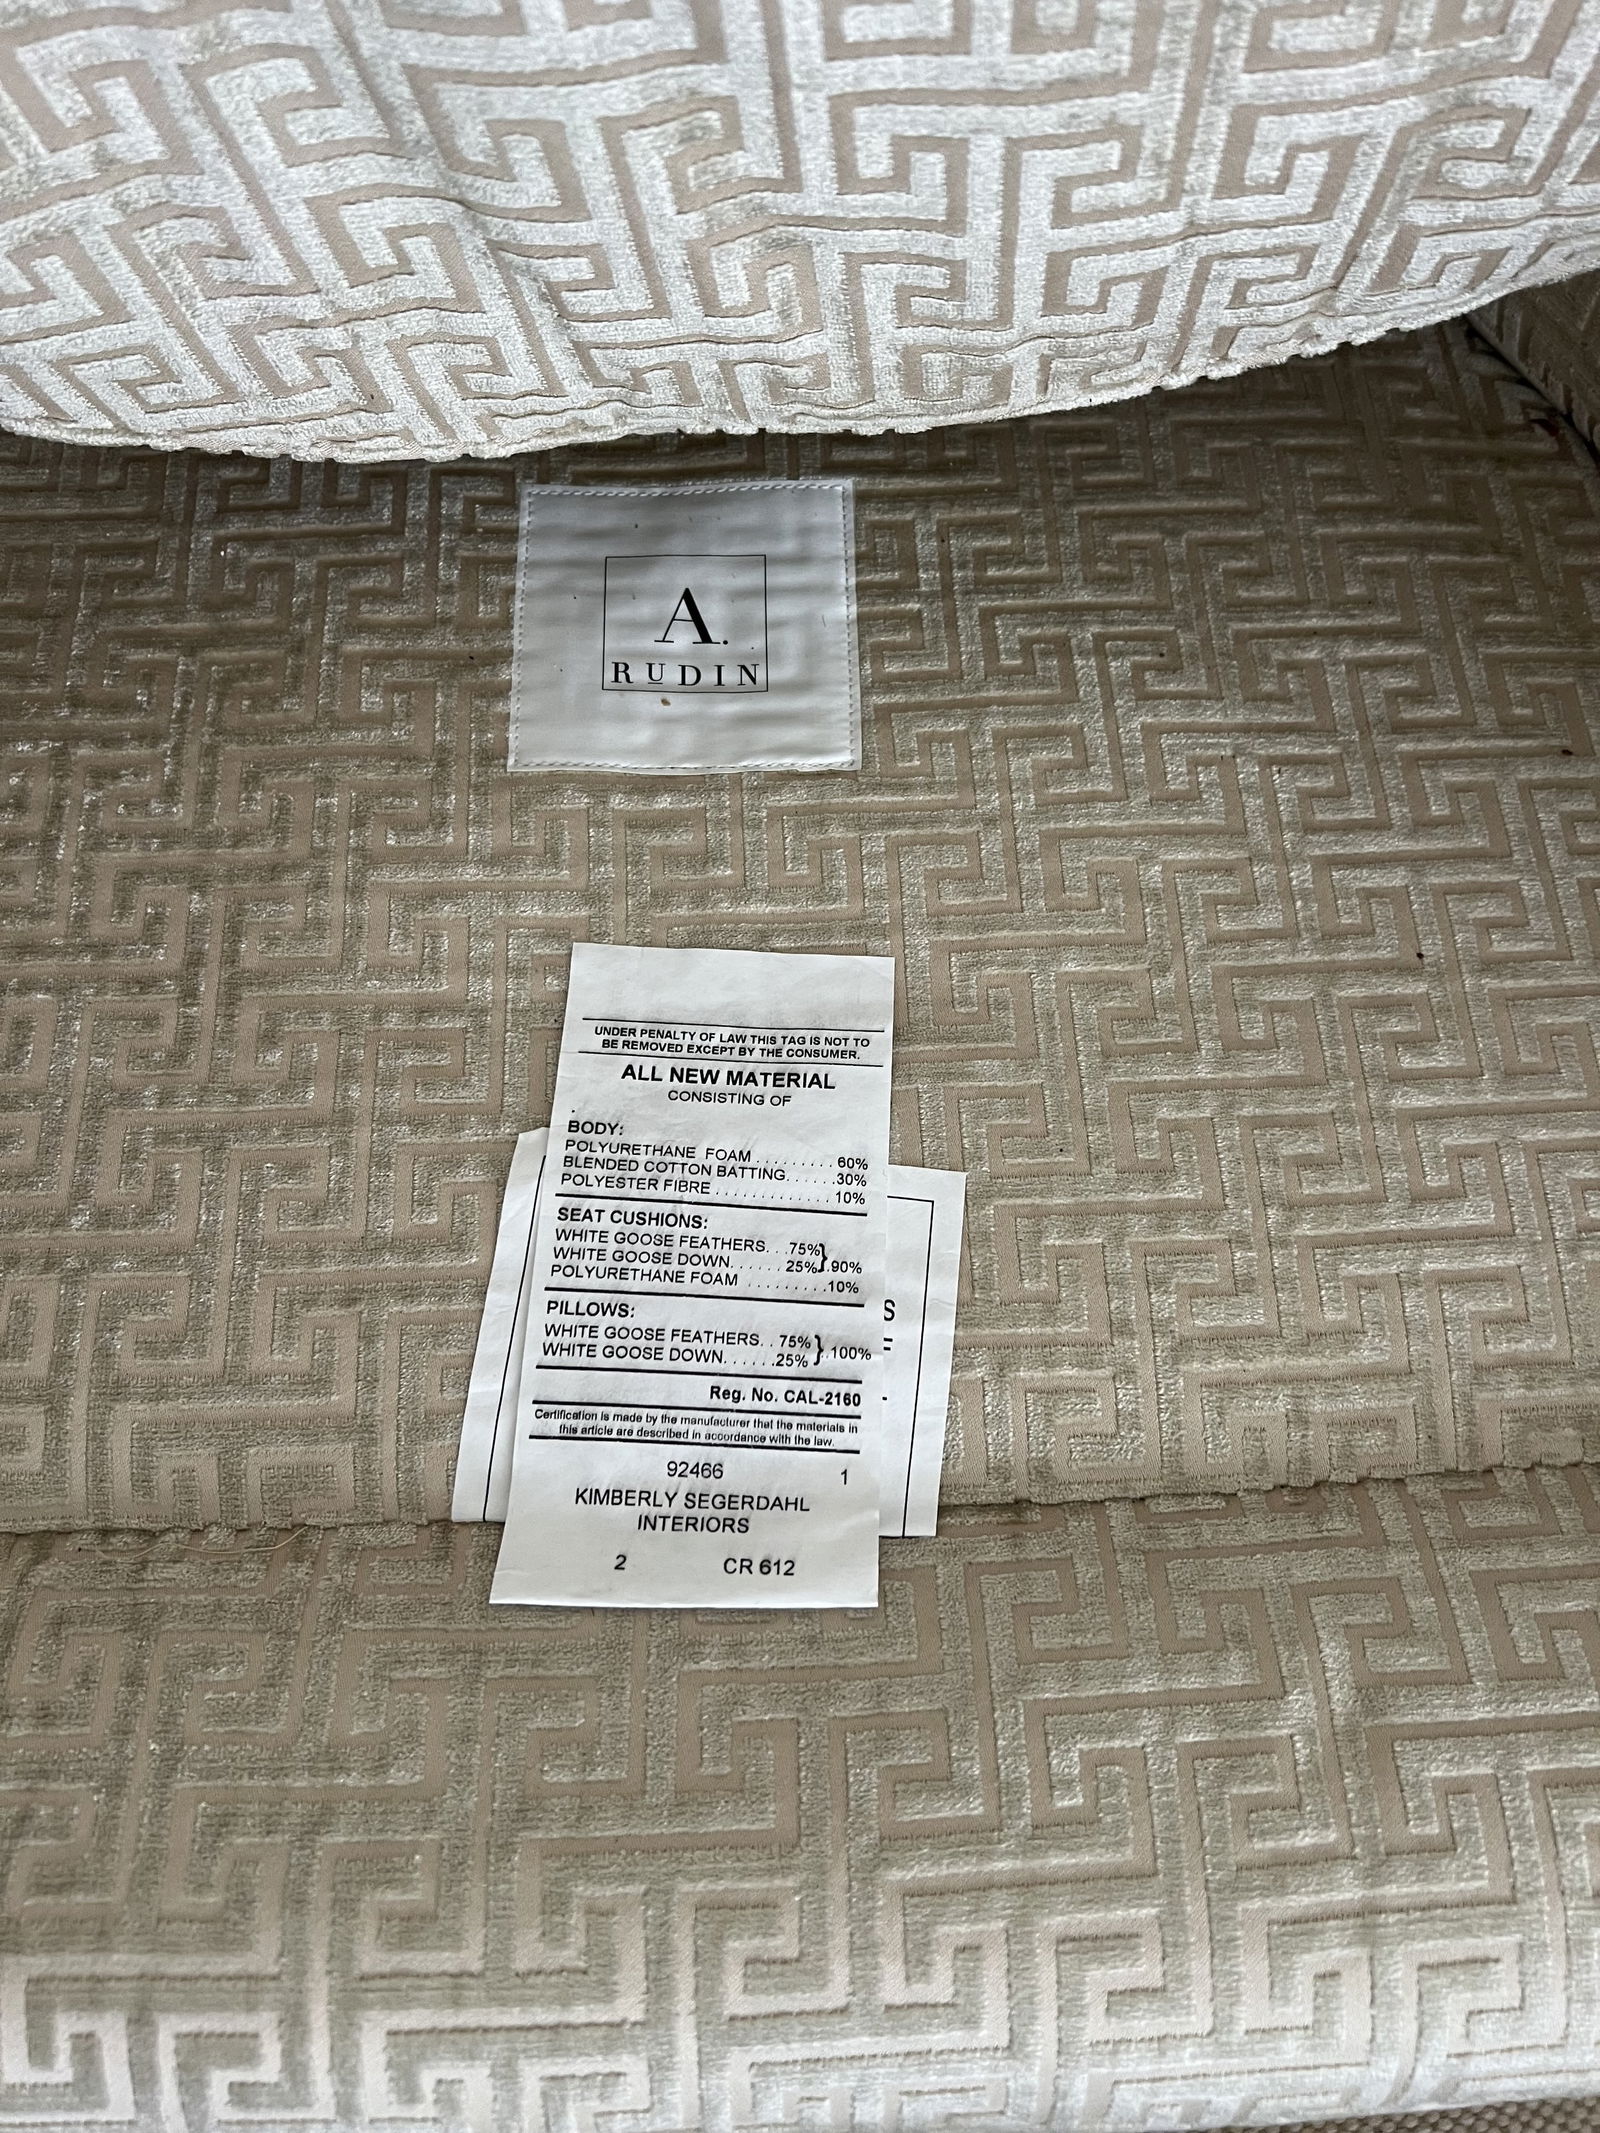 A.
RUDIN
UNDER PENALTY OF LAW THIS TAG IS NOT TO
BE REMOVED EXCEPT BY THE CONSUMER.
ALL NEW MATERIAL
CONSISTING OF
BODY:
POLYURETHANE FOAM . . . . . . . . . 60%
BLENDED COTTON BATTING. . . . . .30%
POLYESTER FIBRE . . . . . . . . . . . . . 10%
SEAT CUSHIONS:
WHITE GOOSE FEATHERS. . .75%
WHITE GOOSE DOWN. . . . . . 25% } .90%
POLYURETHANE FOAM . . . . . . . .10%
PILLOWS:
WHITE GOOSE FEATHERS. . 75%
WHITE GOOSE DOWN. . . . . .25% } .100%
Reg. No. CAL-2160
Certification is made by the manufacturer that the materials in
this article are described in accordance with the law.
92466 1
KIMBERLY SEGERDAHL
INTERIORS
2 CR 612
S